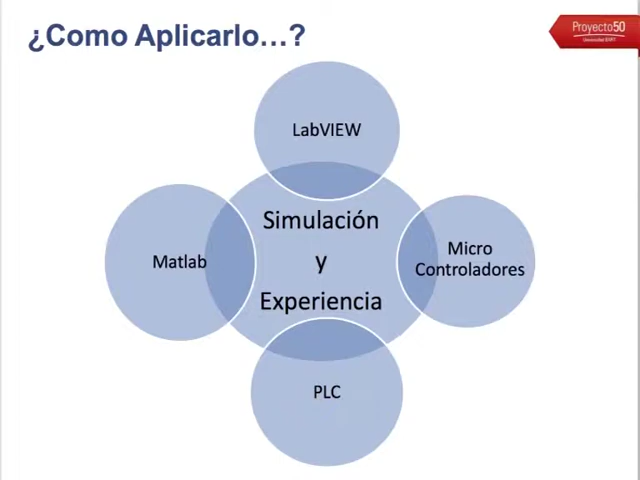 ¿Como Aplicarlo...?
Proyecto50
LabVIEW
Simulación
y
Experiencia
Matlab
Micro
Controladores
PLC